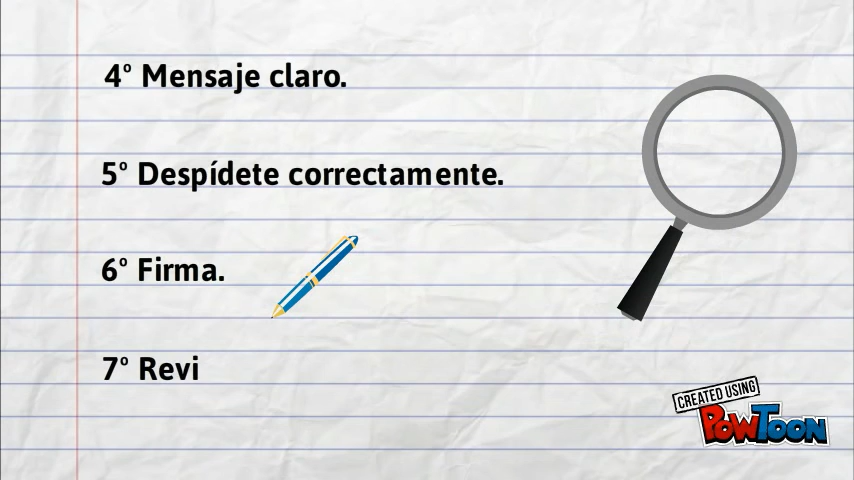 4º Mensaje claro.
5º Despídete correctamente.
6º Firma.
7º Revi
CREATED USING
POWTOON